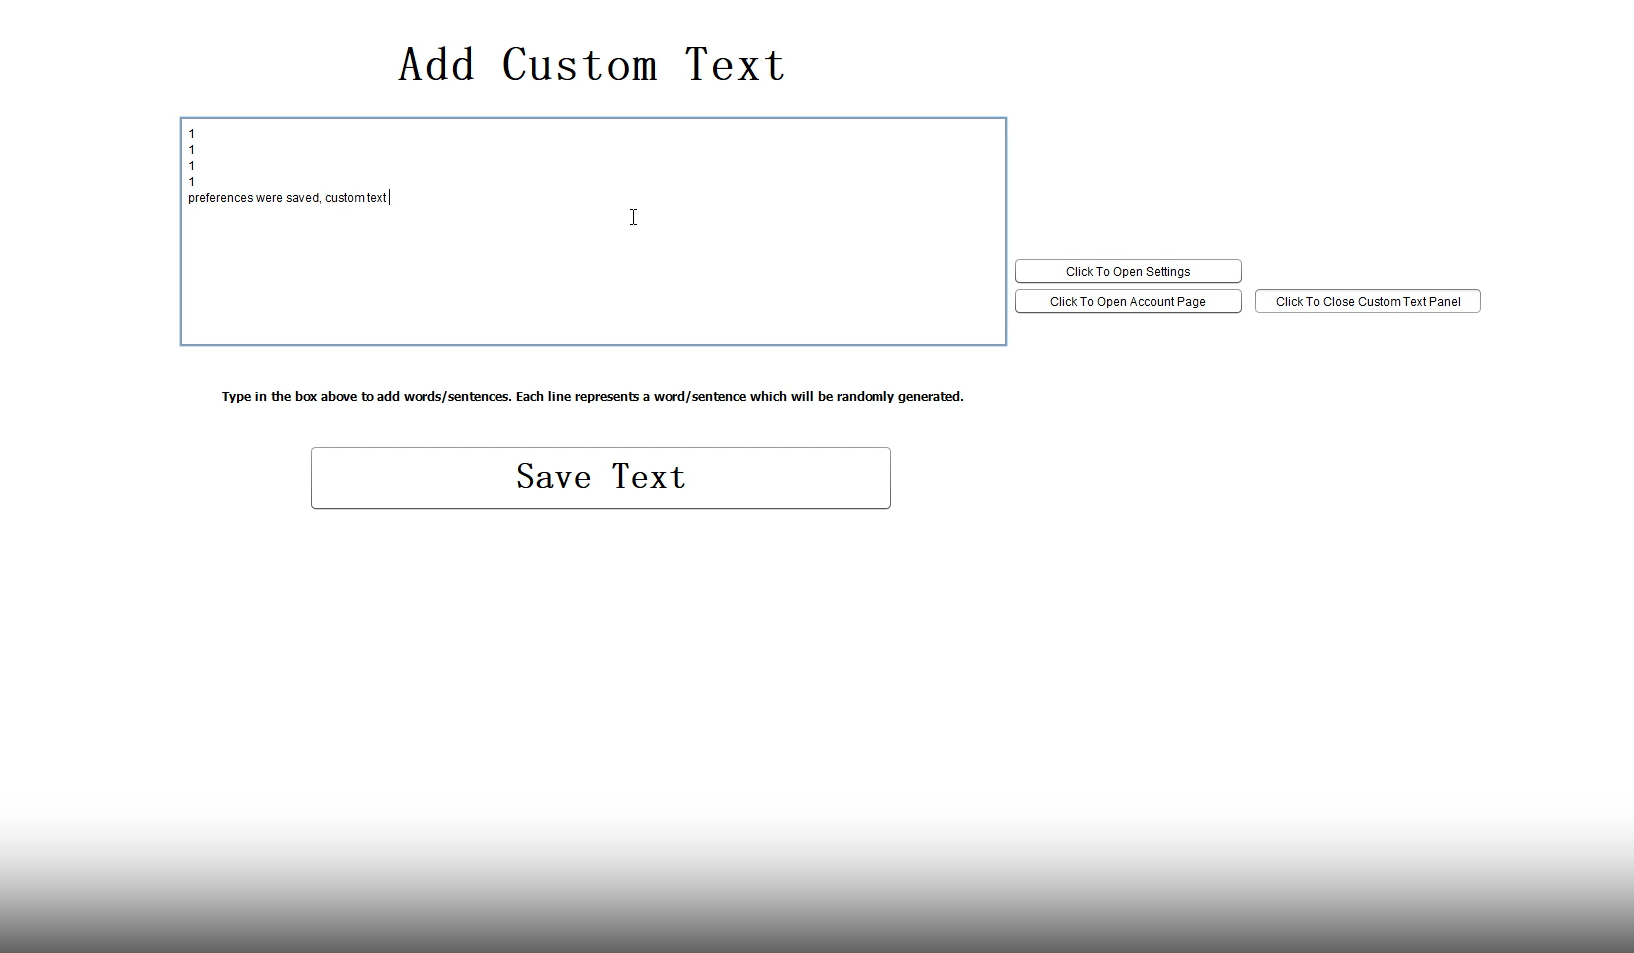 Add Custom Text
1
1
1
1
preferences were saved, custom text
Click To Open Settings
Click To Open Account Page
Click To Close Custom Text Panel
Type in the box above to add words/sentences. Each line represents a word/sentence which will be randomly generated.
Save Text